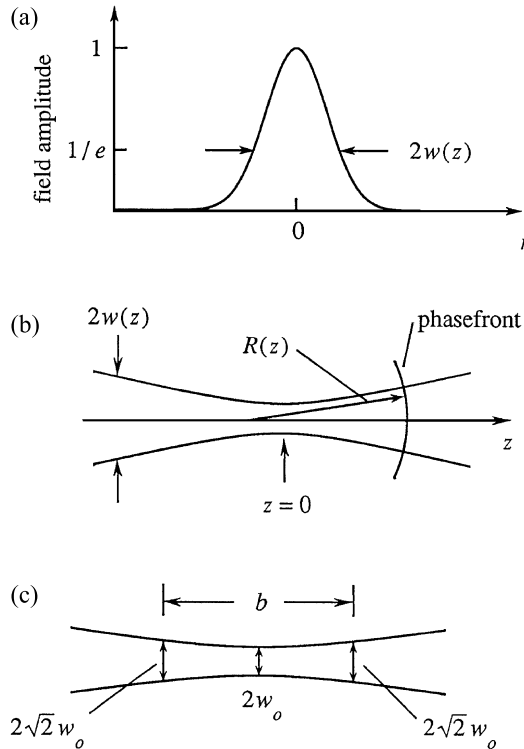 (a)
1
field amplitude
1/e
2w(z)
0
r
(b)
2w(z)
phasefront
R(z)
z
z = 0
(c)
b
2w₀
2√2 w₀
2√2 w₀